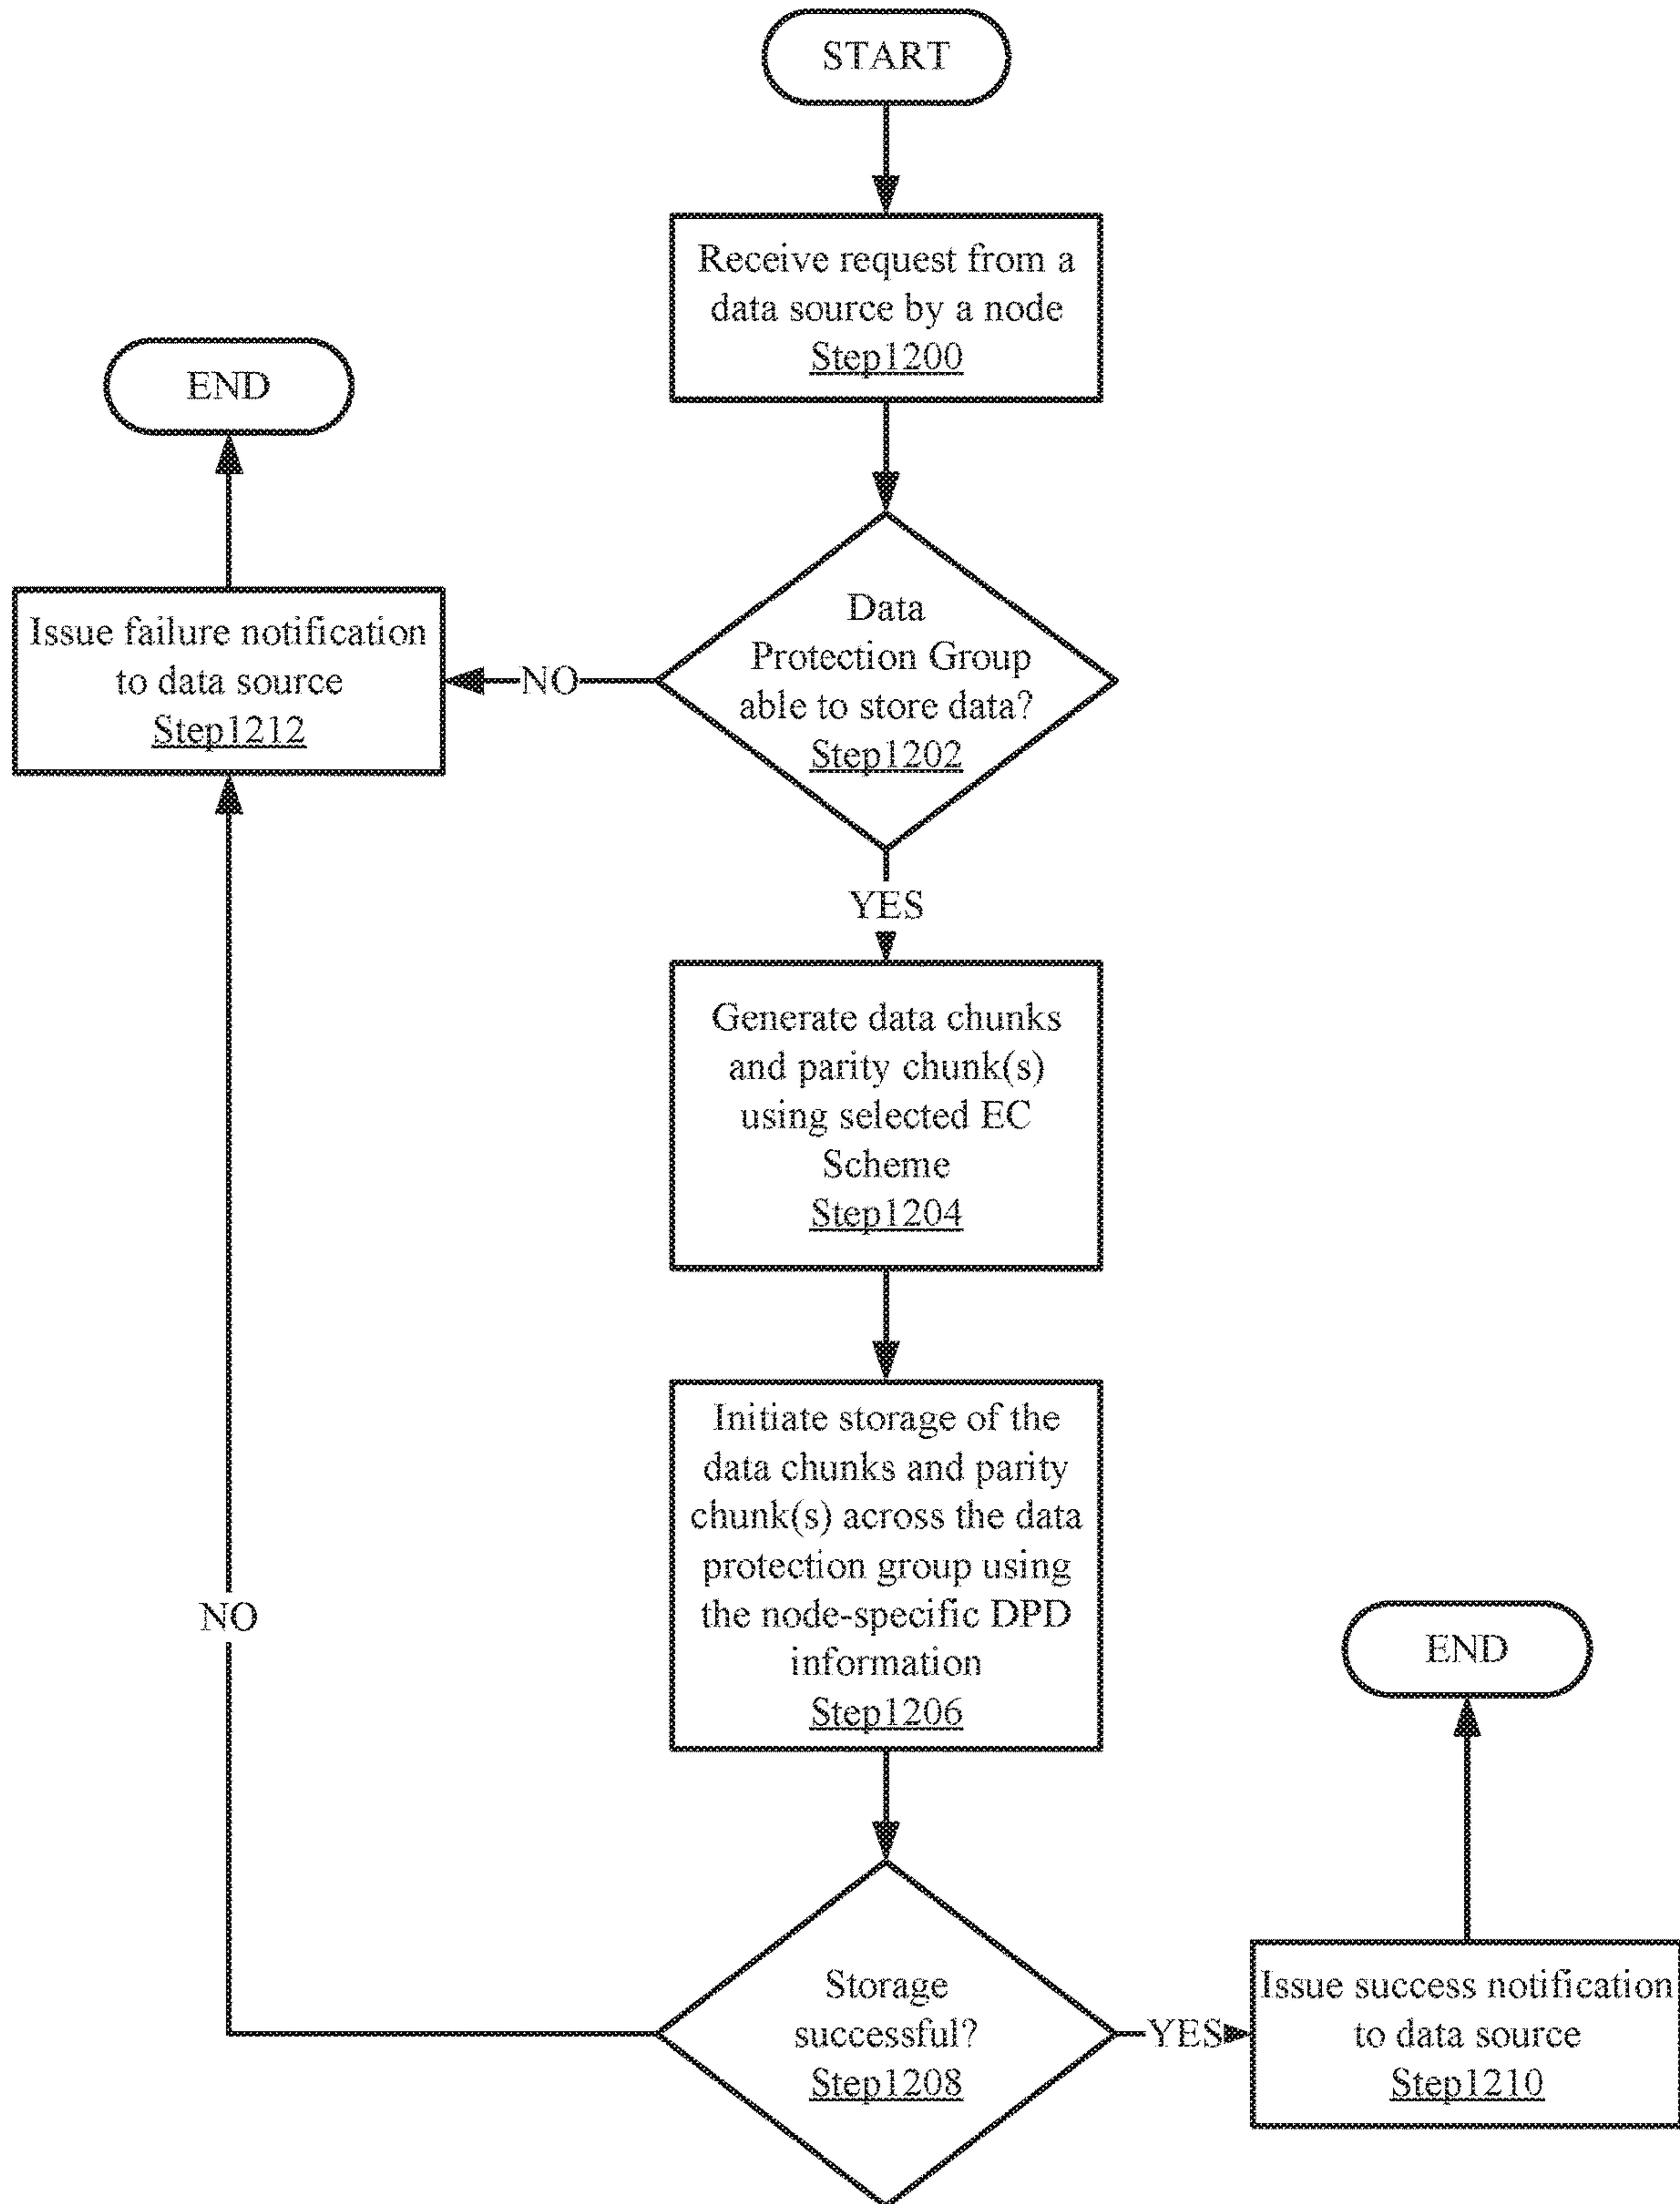 START
Receive request from a
data source by a node
Step1200
END
Issue failure notification
to data source
Step1212
NO
Data
Protection Group
able to store data?
Step1202
YES
Generate data chunks
and parity chunk(s)
using selected EC
Scheme
Step1204
Initiate storage of the
data chunks and parity
chunk(s) across the data
protection group using
the node-specific DPD
information
Step1206
NO
END
Storage
successful?
Step1208
YES
Issue success notification
to data source
Step1210